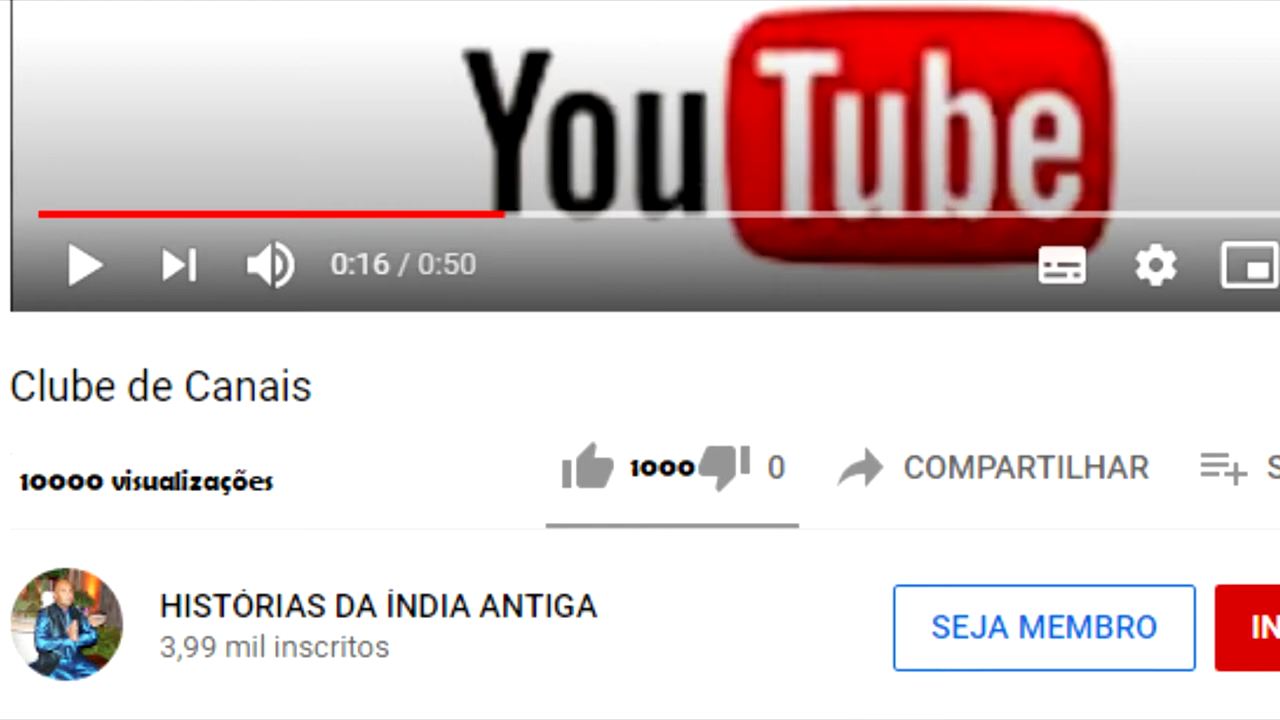 YouTube
0:16 / 0:50
Clube de Canais
10000 visualizações
1000 0 COMPARTILHAR S
HISTÓRIAS DA ÍNDIA ANTIGA
3,99 mil inscritos
SEJA MEMBRO IN